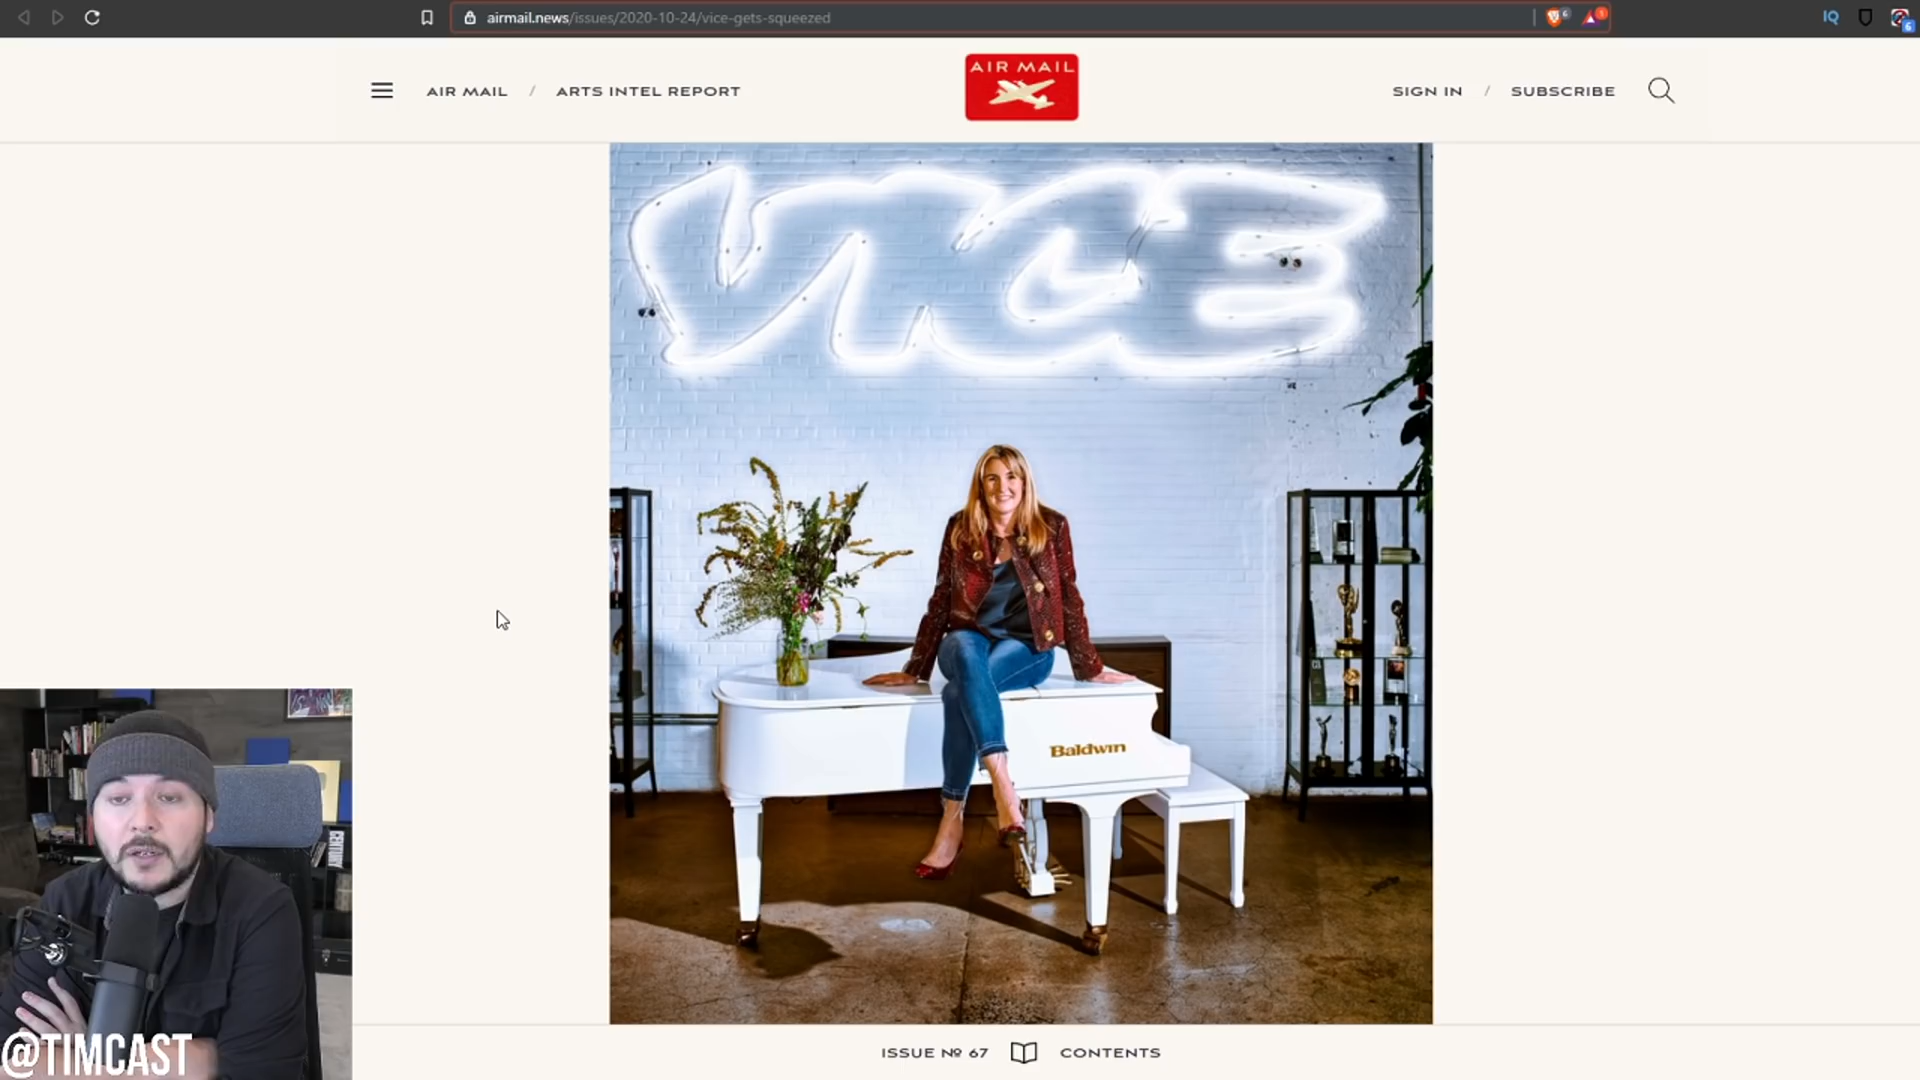 airmail.news/issues/2020-10-24/vice-gets-squeezed
IQ
AIR MAIL / ARTS INTEL REPORT
AIR MAIL
SIGN IN / SUBSCRIBE
VICE
Baldwin
@TIMCAST
ISSUE Nº 67
CONTENTS